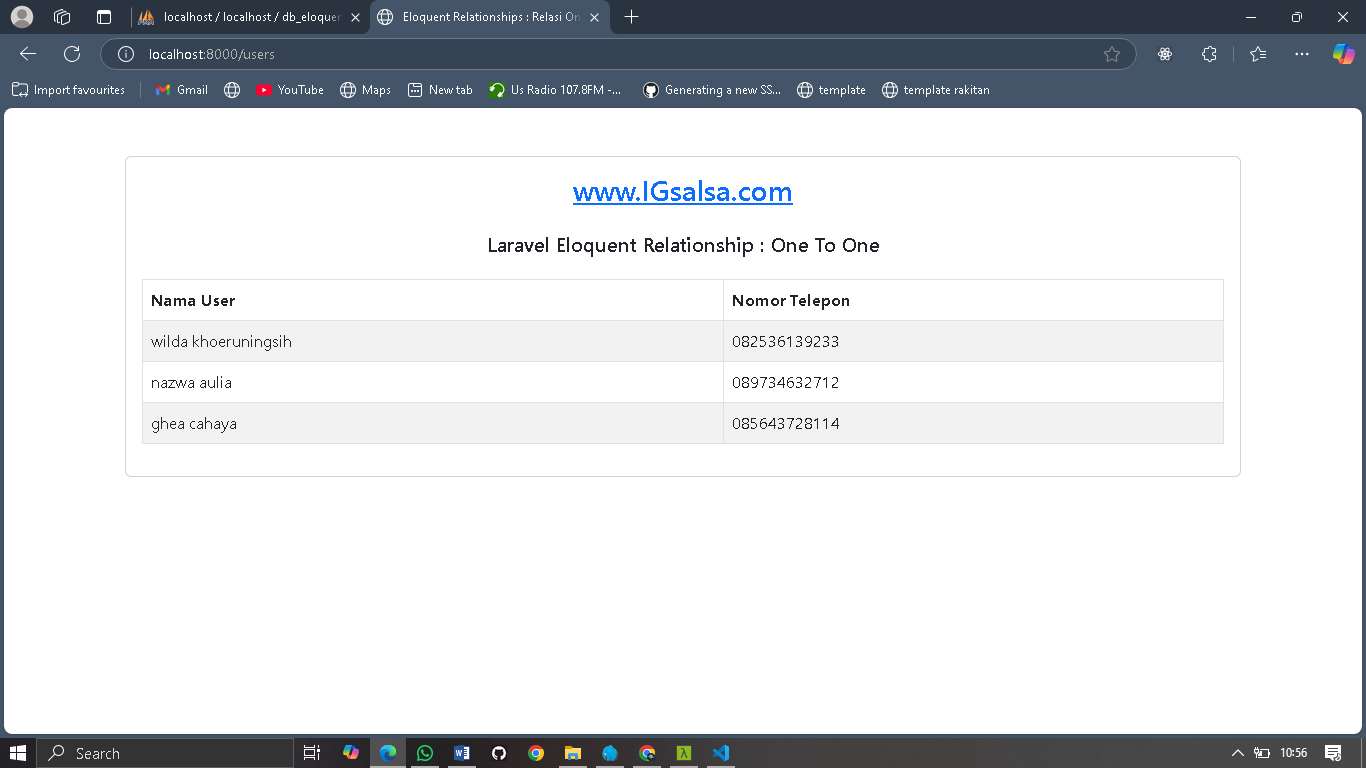 localhost / localhost / db_eloquer
Eloquent Relationships : Relasi On
localhost:8000/users
Import favourites
Gmail
YouTube
Maps
New tab
Us Radio 107.8FM -...
Generating a new SS...
template
template rakitan
www.IGsalsa.com
Laravel Eloquent Relationship : One To One
Nama User Nomor Telepon
wilda khoeruningsih 082536139233
nazwa aulia 089734632712
ghea cahaya 085643728114
Search
10:56